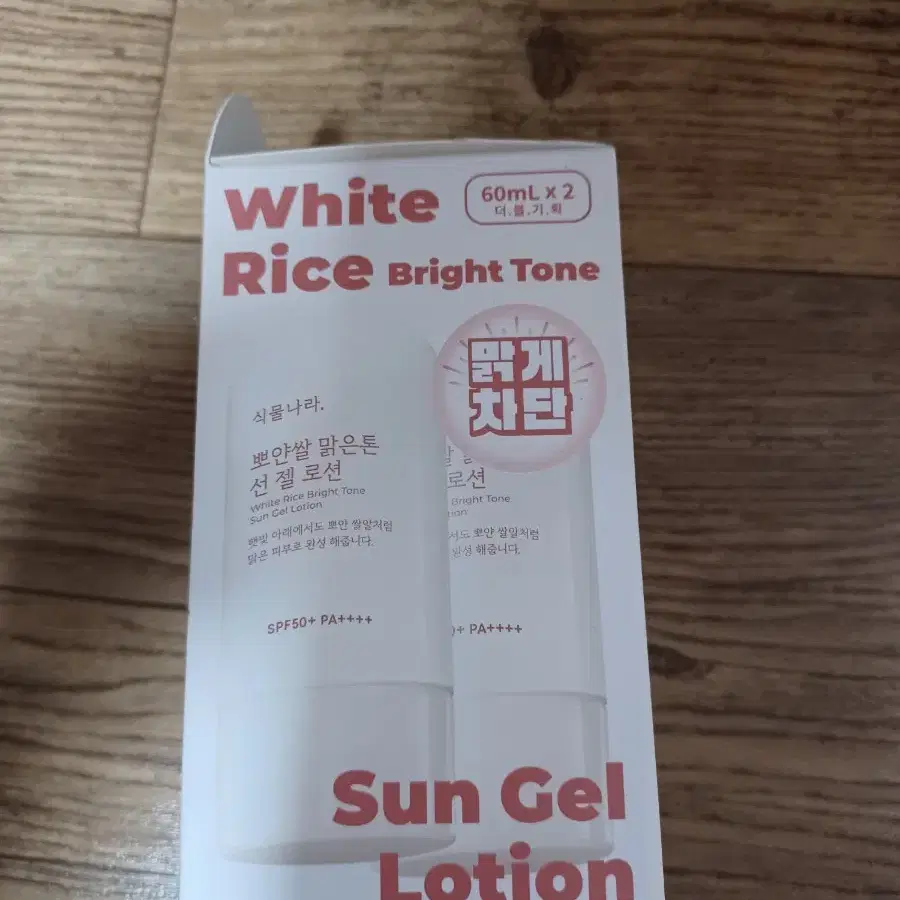 White
60mL x 2
더.블.기.획
Rice Bright Tone
맑게
차단
식물나라.
뽀얀쌀 맑은톤
선 젤 로션
White Rice Bright Tone
Sun Gel Lotion
햇빛 아래에서도 뽀얀 쌀알처럼
맑은 피부로 완성 해줍니다.
SPF50+ PA++++
로션
Bright Tone
서도 뽀얀 쌀알처럼
완성 해줍니다.
+ PA++++
Sun Gel
Lotion